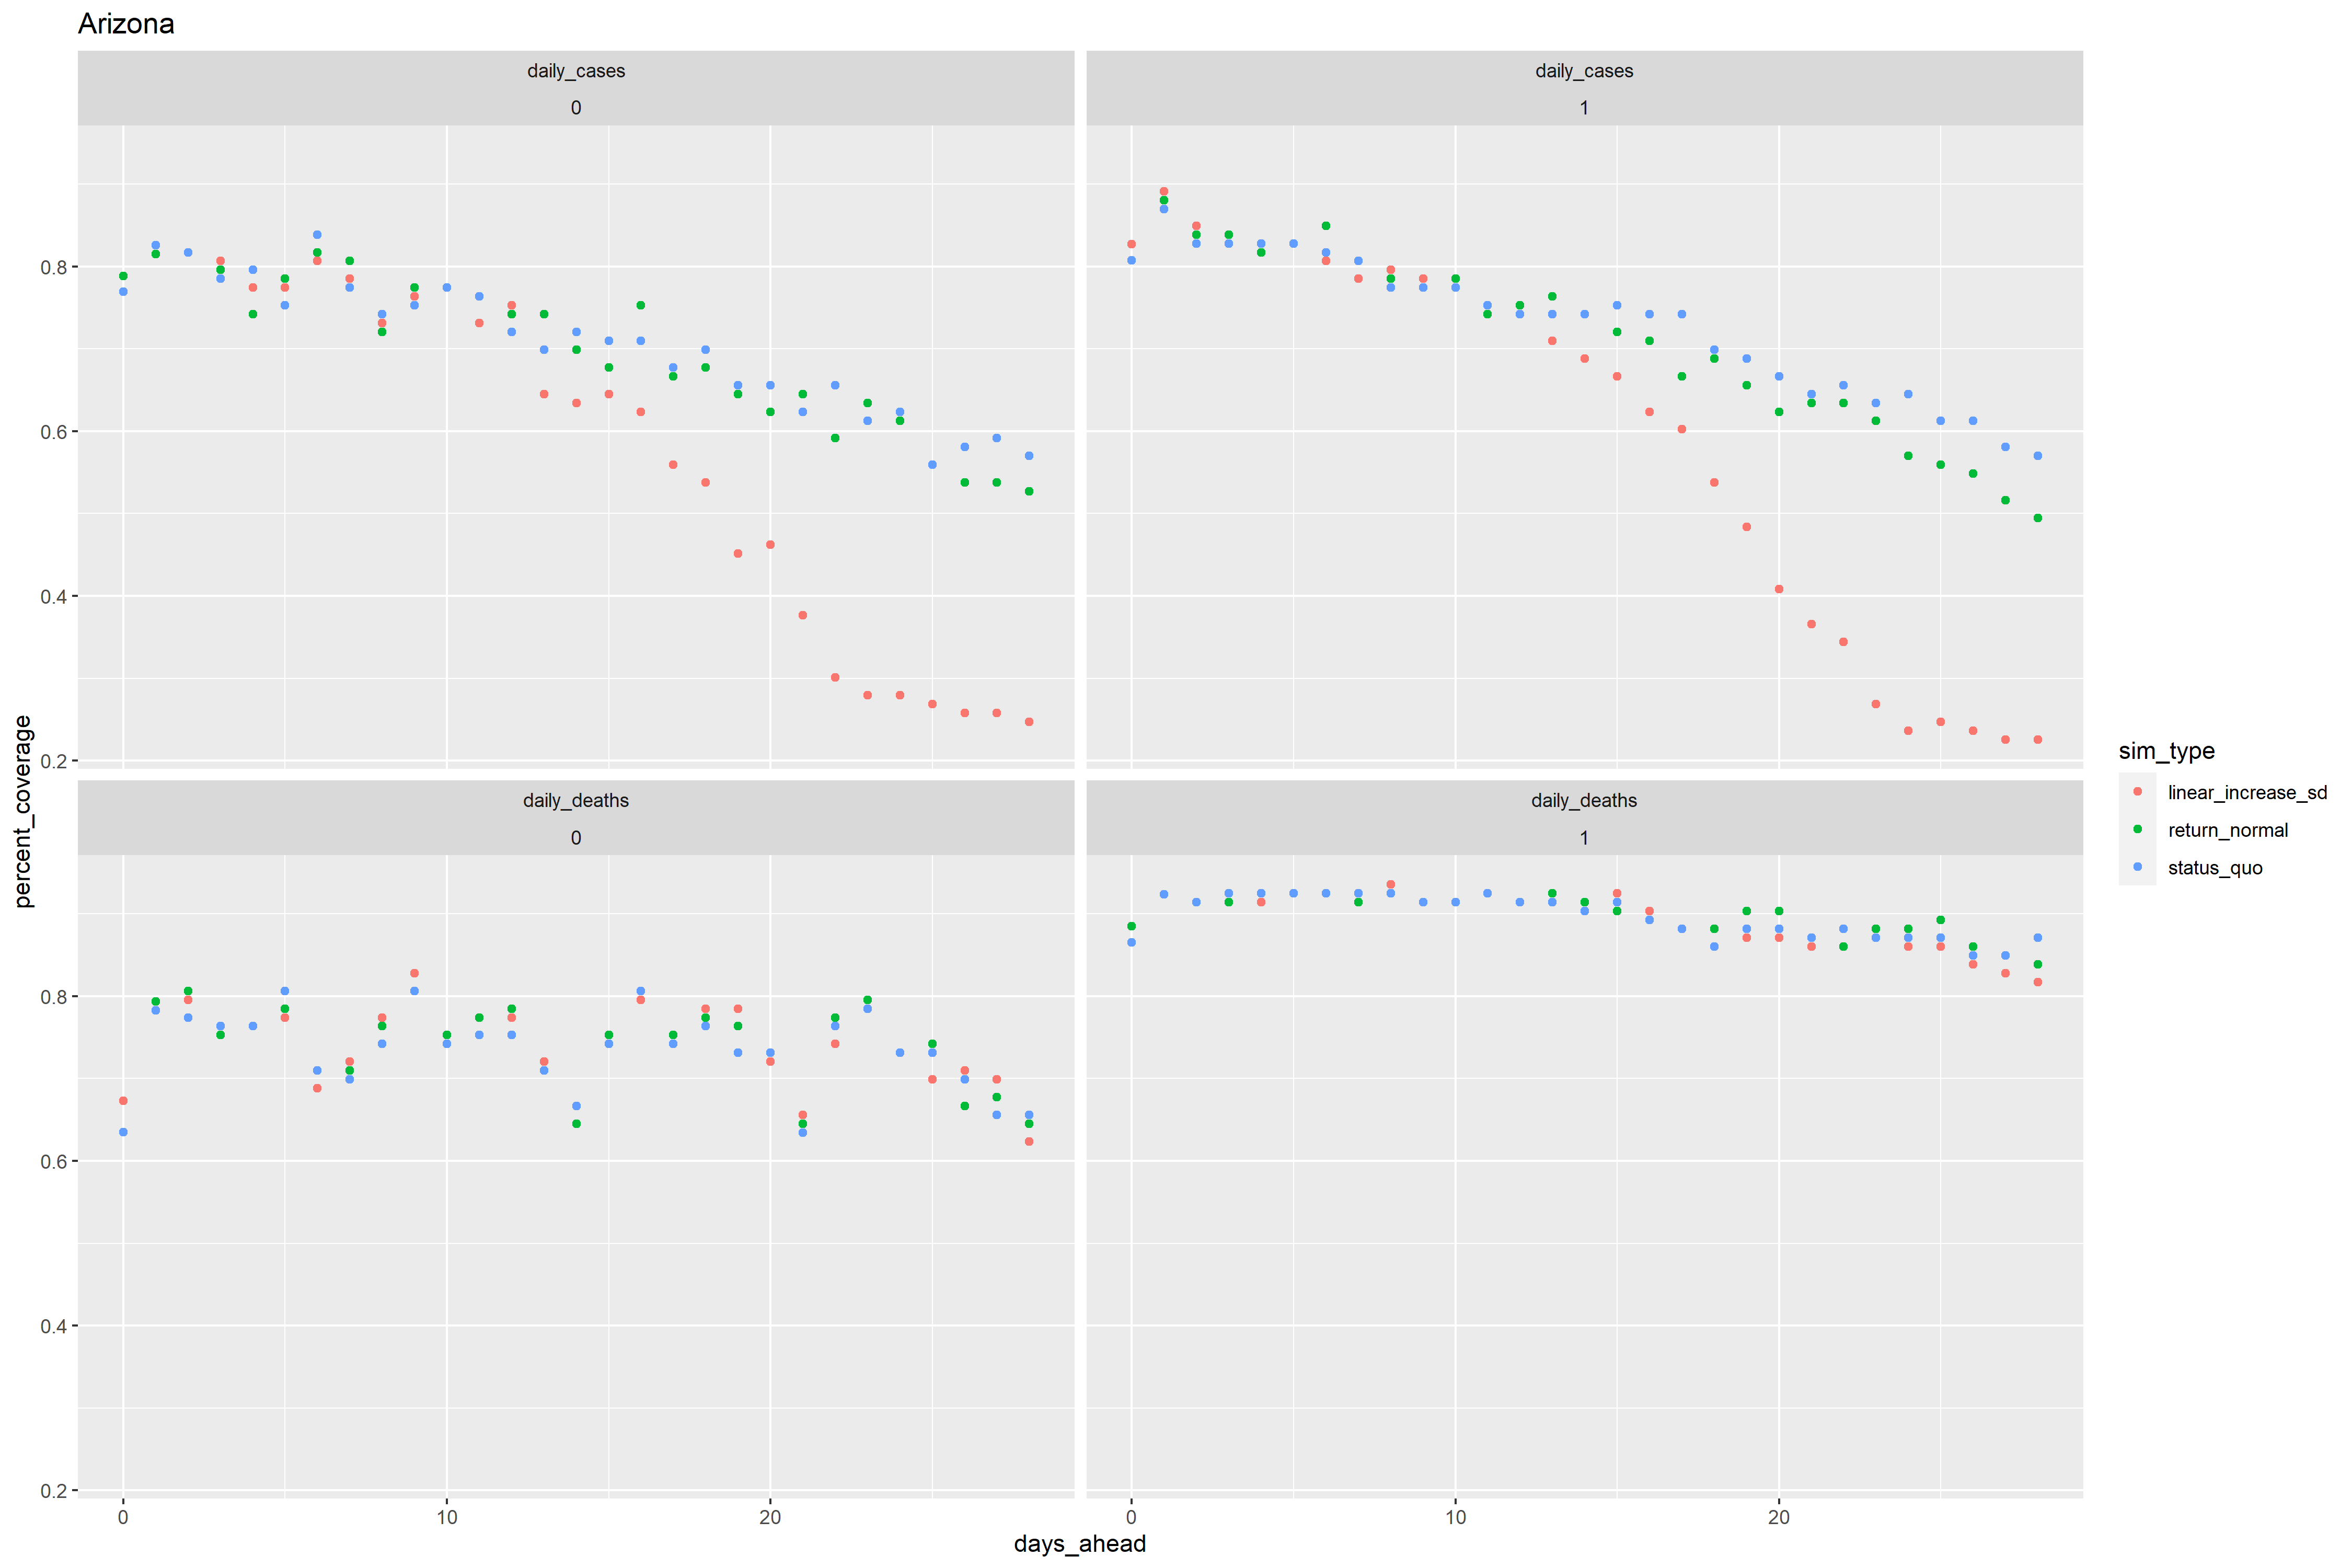 Arizona
daily_cases
0
daily_cases
1
0.8
0.6
0.4
0.2
daily_deaths
0
daily_deaths
1
0.8
0.6
0.4
0.2
0
10
20
0
10
20
days_ahead
percent_coverage
sim_type
linear_increase_sd
return_normal
status_quo